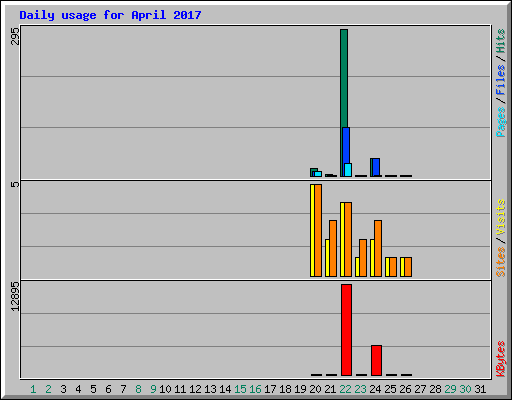 Daily usage for April 2017
295
Pages / Files / Hits
5
Sites / Visits
12895
KBytes
1 2 3 4 5 6 7 8 9 10 11 12 13 14 15 16 17 18 19 20 21 22 23 24 25 26 27 28 29 30 31